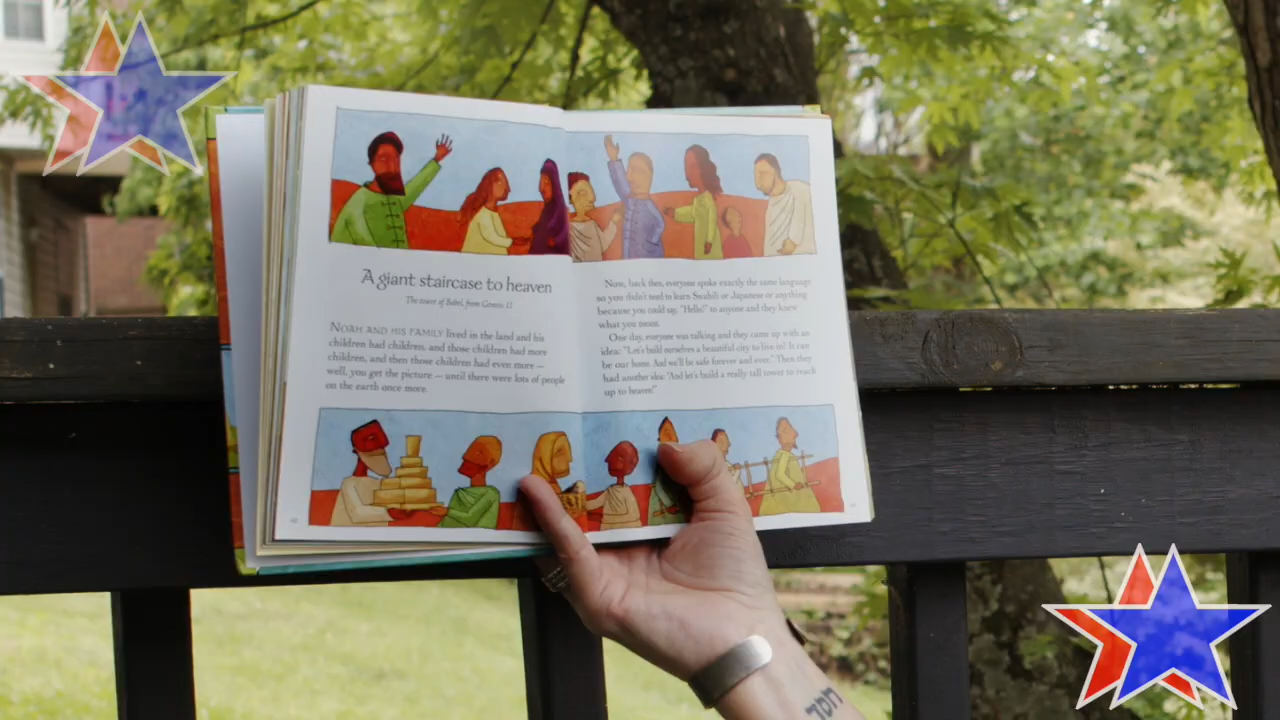 A giant staircase to heaven
The tower of Babel, from Genesis 11
NOAH AND HIS FAMILY lived in the land and his
children had children, and those children had more
children, and then those children had even more —
well, you get the picture — until there were lots of people
on the earth once more.
Now, back then, everyone spoke exactly the same language
so you didn't need to learn Swahili or Japanese or anything
because you could say, "Hello!" to anyone and they knew
what you meant.
One day, everyone was talking and they came up with an
idea: "Let's build ourselves a beautiful city to live in! It can
be our home. And we'll be safe forever and ever." Then they
had another idea: "And let's build a really tall tower to reach
up to heaven!"
חסד